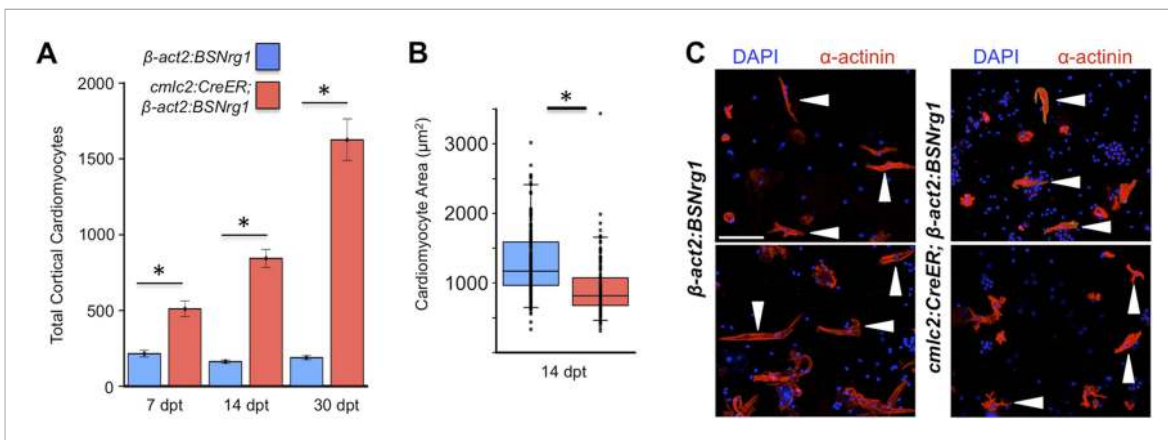 A
β-act2:BSNrg1
cmlc2:CreER;
β-act2:BSNrg1
Total Cortical Cardiomyocytes
2000
1500
1000
500
0
*
*
*
7 dpt
14 dpt
30 dpt
B
*
Cardiomyocyte Area (µm²)
3000
2000
1000
0
14 dpt
C
DAPI
α-actinin
DAPI
α-actinin
β-act2:BSNrg1
cmlc2:CreER; β-act2:BSNrg1